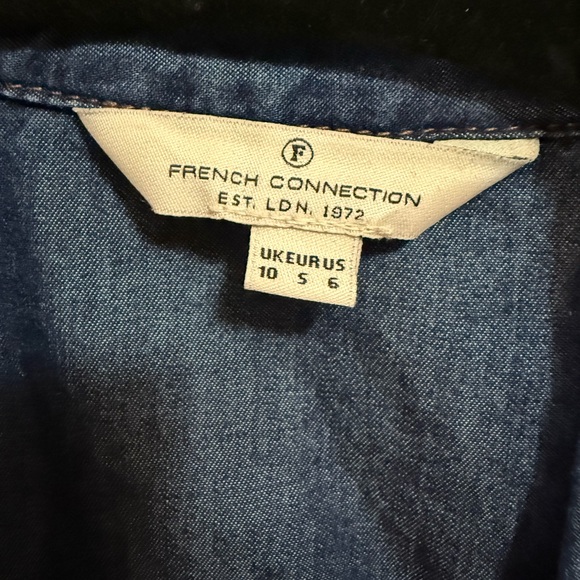 F
FRENCH CONNECTION
EST. LDN. 1972
UK EUR US
10 S 6